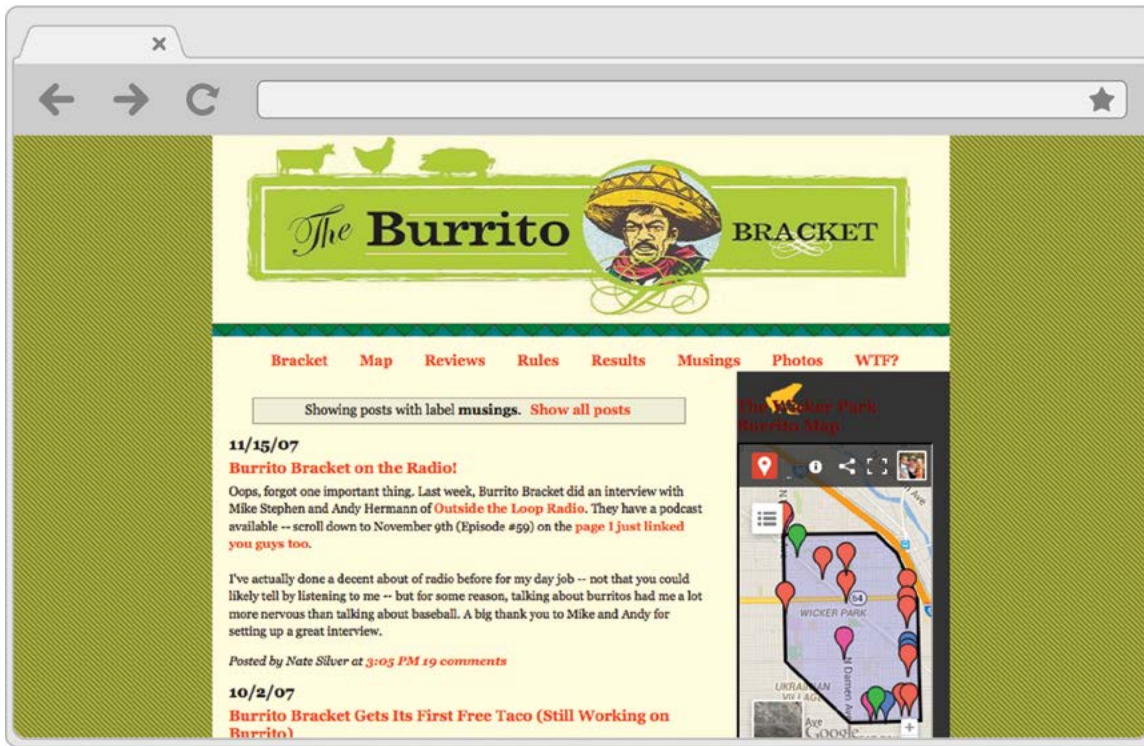 The Burrito BRACKET
Bracket Map Reviews Rules Results Musings Photos WTF?
Showing posts with label musings. Show all posts
11/15/07
Burrito Bracket on the Radio!
Oops, forgot one important thing. Last week, Burrito Bracket did an interview with
Mike Stephen and Andy Hermann of Outside the Loop Radio. They have a podcast
available -- scroll down to November 9th (Episode #59) on the page I just linked
you guys too.
I've actually done a decent about of radio before for my day job -- not that you could
likely tell by listening to me -- but for some reason, talking about burritos had me a lot
more nervous than talking about baseball. A big thank you to Mike and Andy for
setting up a great interview.
Posted by Nate Silver at 3:05 PM 19 comments
10/2/07
Burrito Bracket Gets Its First Free Taco (Still Working on
Burrito)
The Wicker Park
Burrito Map
Ave
64
WICKER PARK
N Damen Ave
UKRAINIAN
VILLAGE
Ave
Google